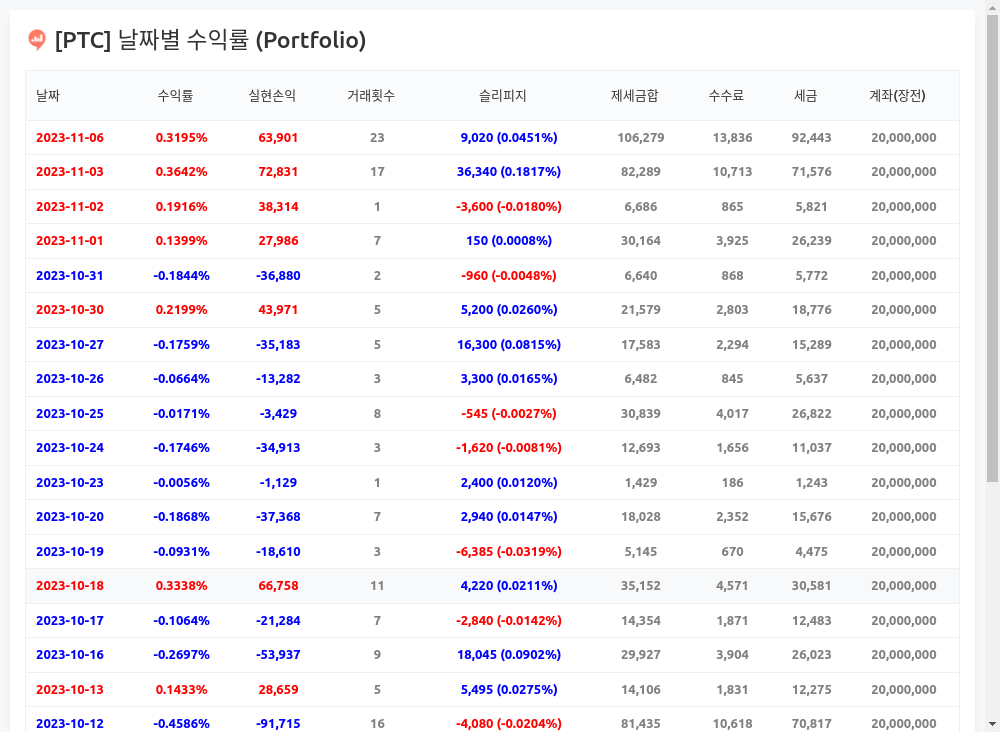 [PTC] 날짜별 수익률 (Portfolio)
날짜 수익률 실현손익 거래횟수 슬리피지 제세금합 수수료 세금 계좌(장전)
2023-11-06 0.3195% 63,901 23 9,020 (0.0451%) 106,279 13,836 92,443 20,000,000
2023-11-03 0.3642% 72,831 17 36,340 (0.1817%) 82,289 10,713 71,576 20,000,000
2023-11-02 0.1916% 38,314 1 -3,600 (-0.0180%) 6,686 865 5,821 20,000,000
2023-11-01 0.1399% 27,986 7 150 (0.0008%) 30,164 3,925 26,239 20,000,000
2023-10-31 -0.1844% -36,880 2 -960 (-0.0048%) 6,640 868 5,772 20,000,000
2023-10-30 0.2199% 43,971 5 5,200 (0.0260%) 21,579 2,803 18,776 20,000,000
2023-10-27 -0.1759% -35,183 5 16,300 (0.0815%) 17,583 2,294 15,289 20,000,000
2023-10-26 -0.0664% -13,282 3 3,300 (0.0165%) 6,482 845 5,637 20,000,000
2023-10-25 -0.0171% -3,429 8 -545 (-0.0027%) 30,839 4,017 26,822 20,000,000
2023-10-24 -0.1746% -34,913 3 -1,620 (-0.0081%) 12,693 1,656 11,037 20,000,000
2023-10-23 -0.0056% -1,129 1 2,400 (0.0120%) 1,429 186 1,243 20,000,000
2023-10-20 -0.1868% -37,368 7 2,940 (0.0147%) 18,028 2,352 15,676 20,000,000
2023-10-19 -0.0931% -18,610 3 -6,385 (-0.0319%) 5,145 670 4,475 20,000,000
2023-10-18 0.3338% 66,758 11 4,220 (0.0211%) 35,152 4,571 30,581 20,000,000
2023-10-17 -0.1064% -21,284 7 -2,840 (-0.0142%) 14,354 1,871 12,483 20,000,000
2023-10-16 -0.2697% -53,937 9 18,045 (0.0902%) 29,927 3,904 26,023 20,000,000
2023-10-13 0.1433% 28,659 5 5,495 (0.0275%) 14,106 1,831 12,275 20,000,000
2023-10-12 -0.4586% -91,715 16 -4,080 (-0.0204%) 81,435 10,618 70,817 20,000,000